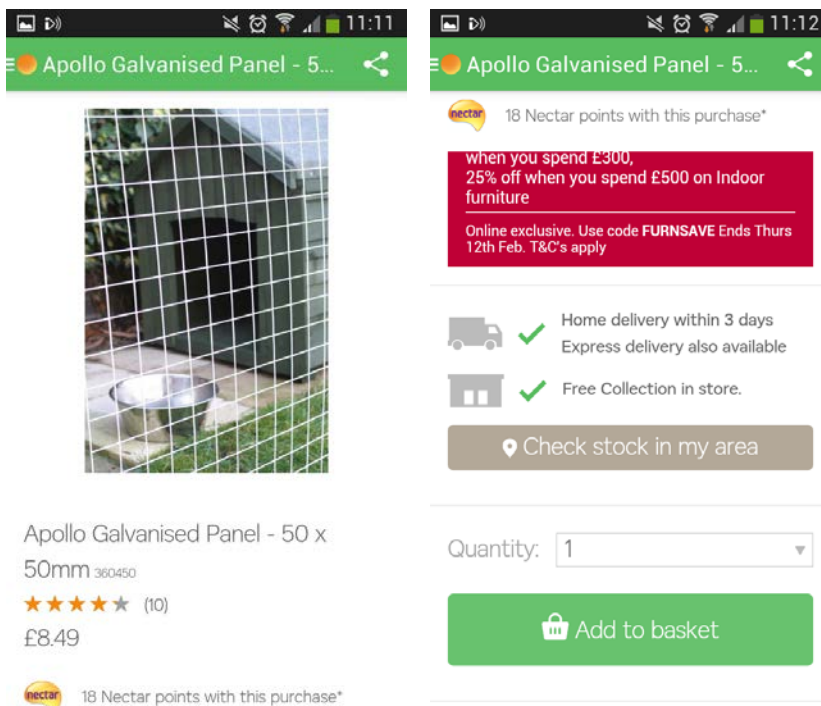 11:11
Apollo Galvanised Panel - 5...
Apollo Galvanised Panel - 50 x
50mm 360450
(10)
£8.49
nectar
18 Nectar points with this purchase*
11:12
Apollo Galvanised Panel - 5...
nectar
18 Nectar points with this purchase*
when you spend £300,
25% off when you spend £500 on Indoor
furniture
Online exclusive. Use code FURNSAVE Ends Thurs
12th Feb. T&C's apply
Home delivery within 3 days
Express delivery also available
Free Collection in store.
Check stock in my area
Quantity: 1
Add to basket